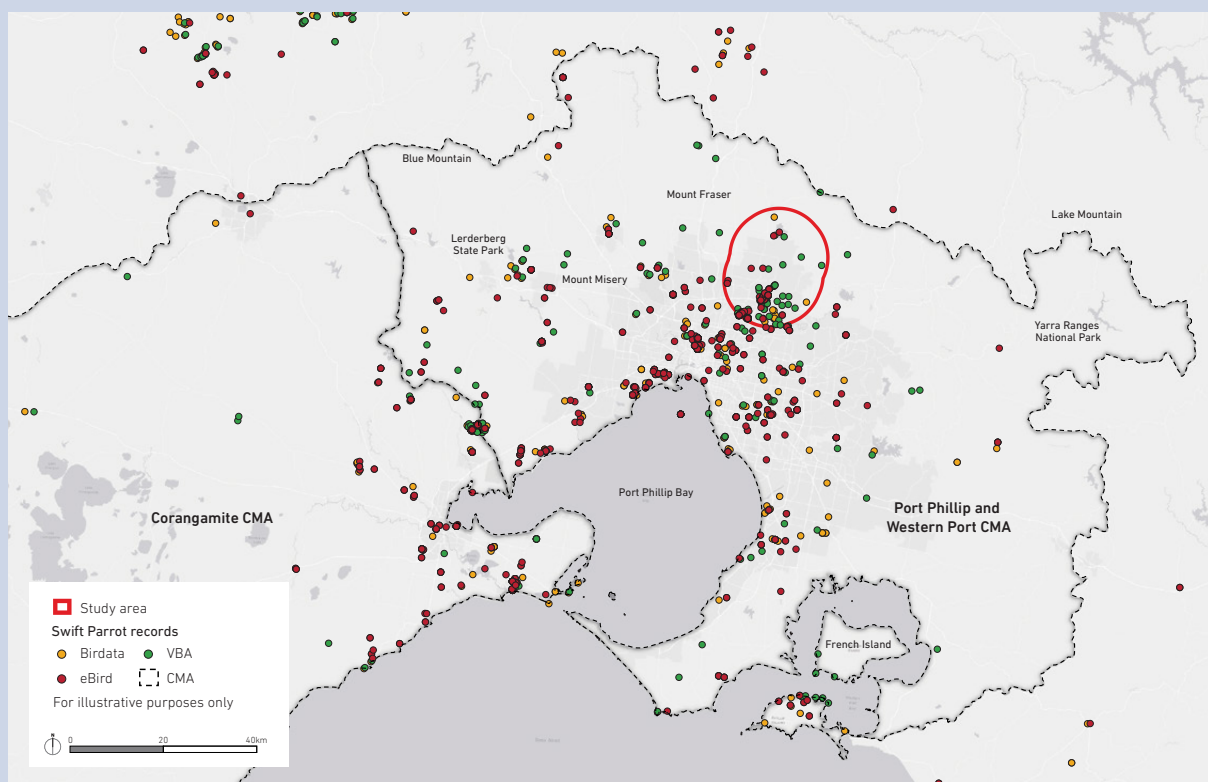 Blue Mountain
Mount Fraser
Lake Mountain
Lerderberg
State Park
Mount Misery
Yarra Ranges
National Park
Port Phillip Bay
Corangamite CMA
Port Phillip and
Western Port CMA
French Island
Study area
Swift Parrot records
Birdata
VBA
eBird
CMA
For illustrative purposes only
N
0
20
40km